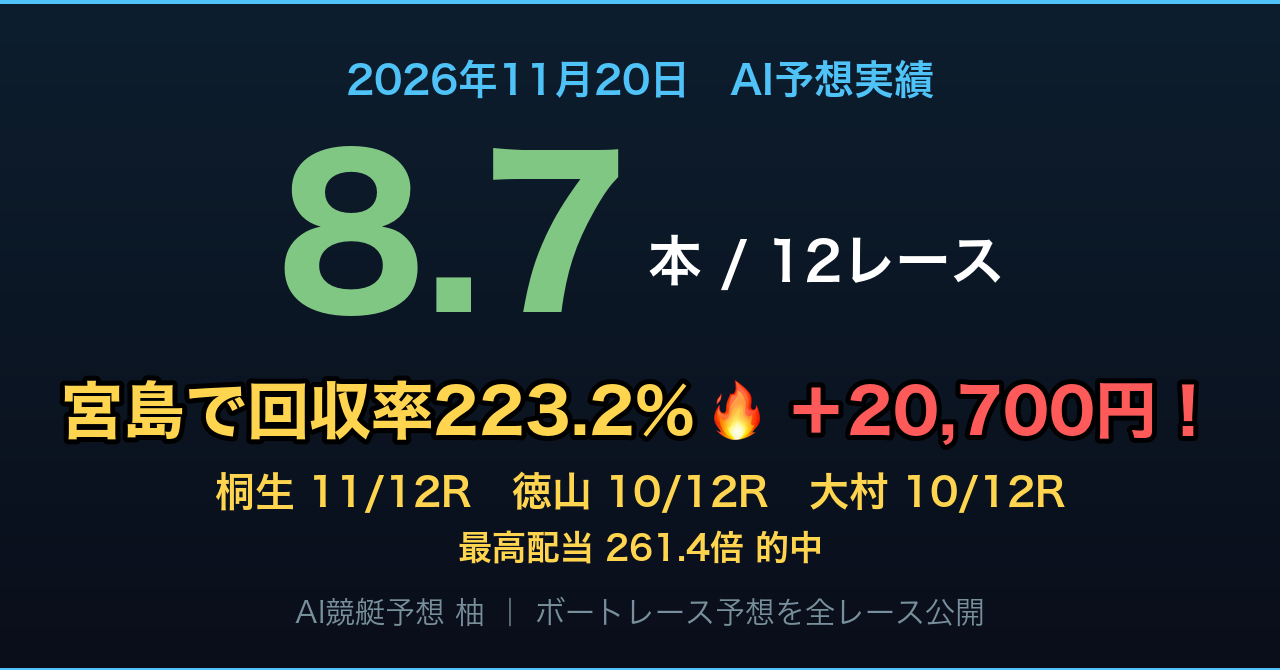 2026年11月20日　AI予想実績
8.7本 / 12レース
宮島で回収率223.2%🔥 +20,700円！
桐生 11/12R　徳山 10/12R　大村 10/12R
最高配当 261.4倍 的中
AI競艇予想 柚 ｜ ボートレース予想を全レース公開